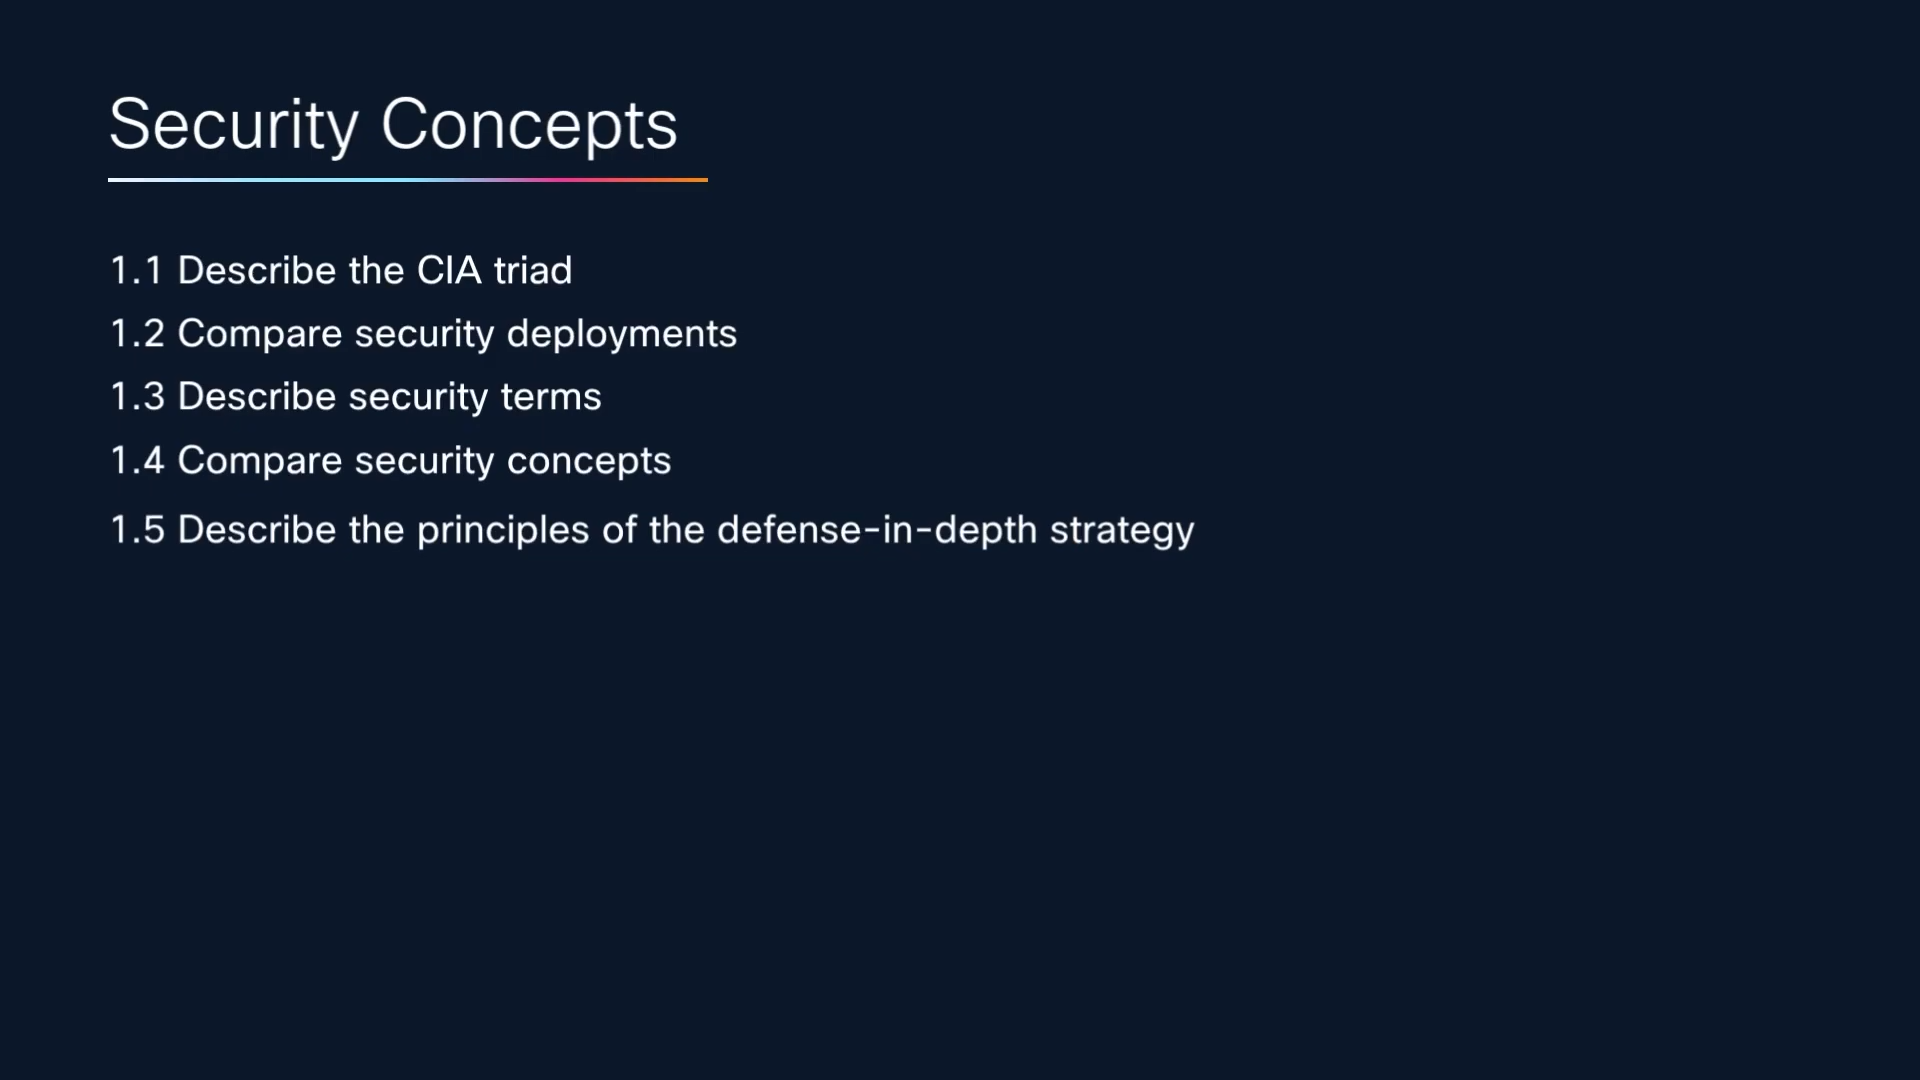 Security Concepts
1.1 Describe the CIA triad
1.2 Compare security deployments
1.3 Describe security terms
1.4 Compare security concepts
1.5 Describe the principles of the defense-in-depth strategy